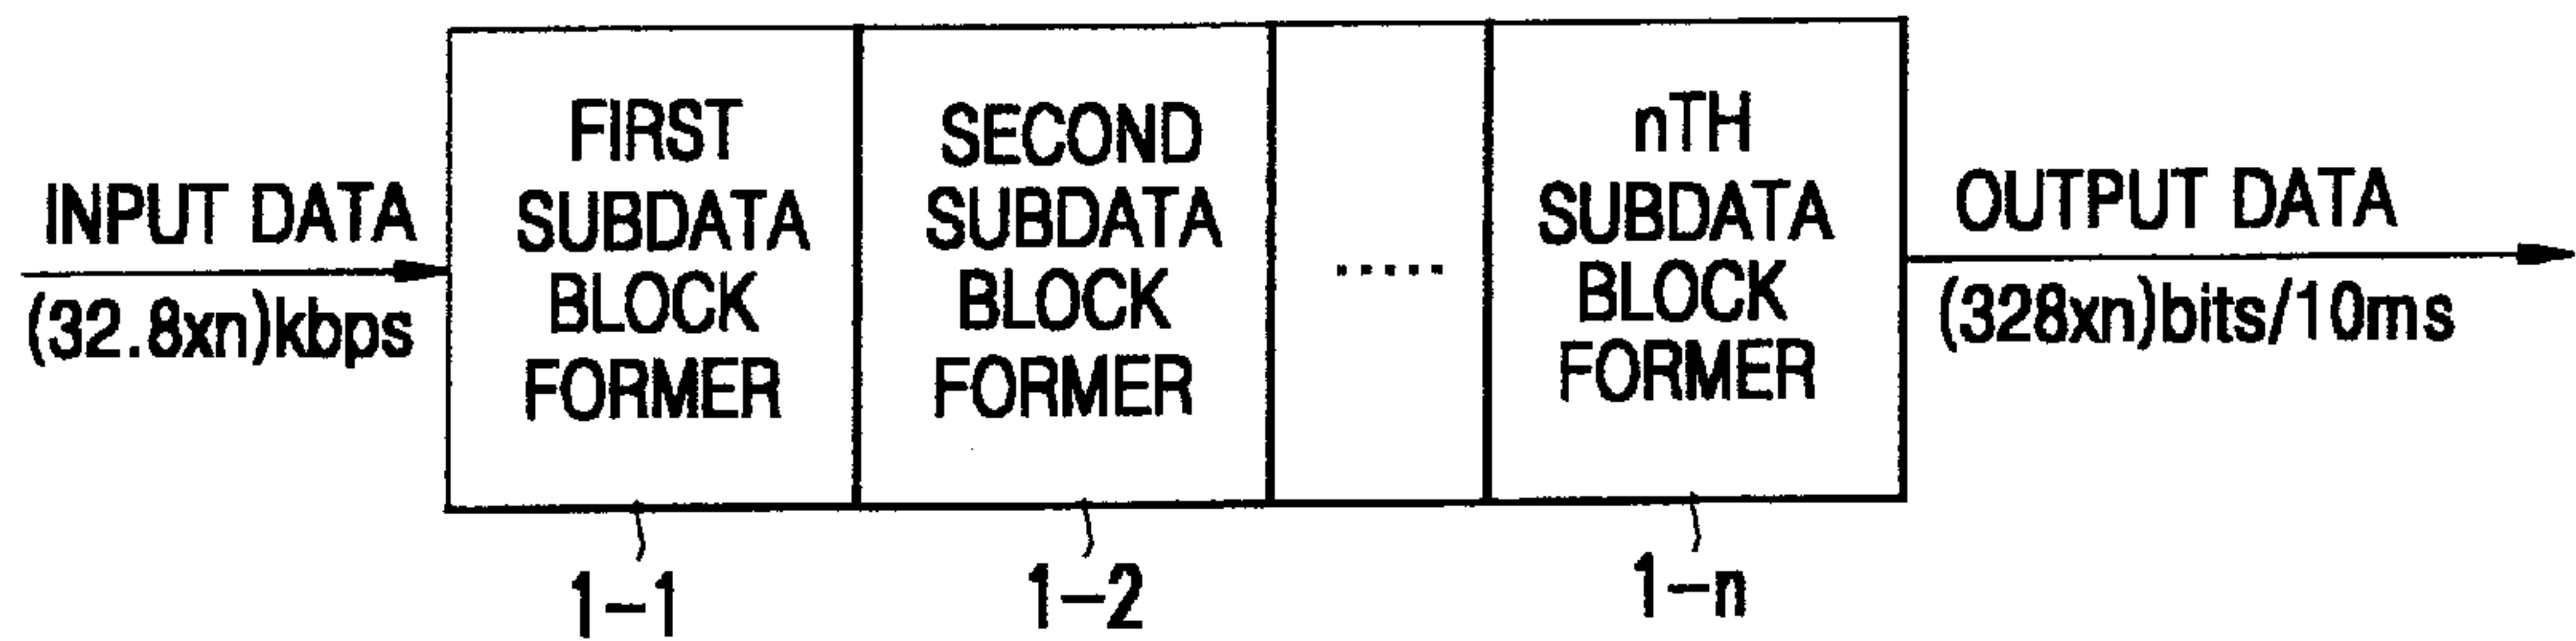 INPUT DATA
(32.8xn)kbps
FIRST
SUBDATA
BLOCK
FORMER
SECOND
SUBDATA
BLOCK
FORMER
.....
nTH
SUBDATA
BLOCK
FORMER
OUTPUT DATA
(328xn)bits/10ms
1-1
1-2
1-n